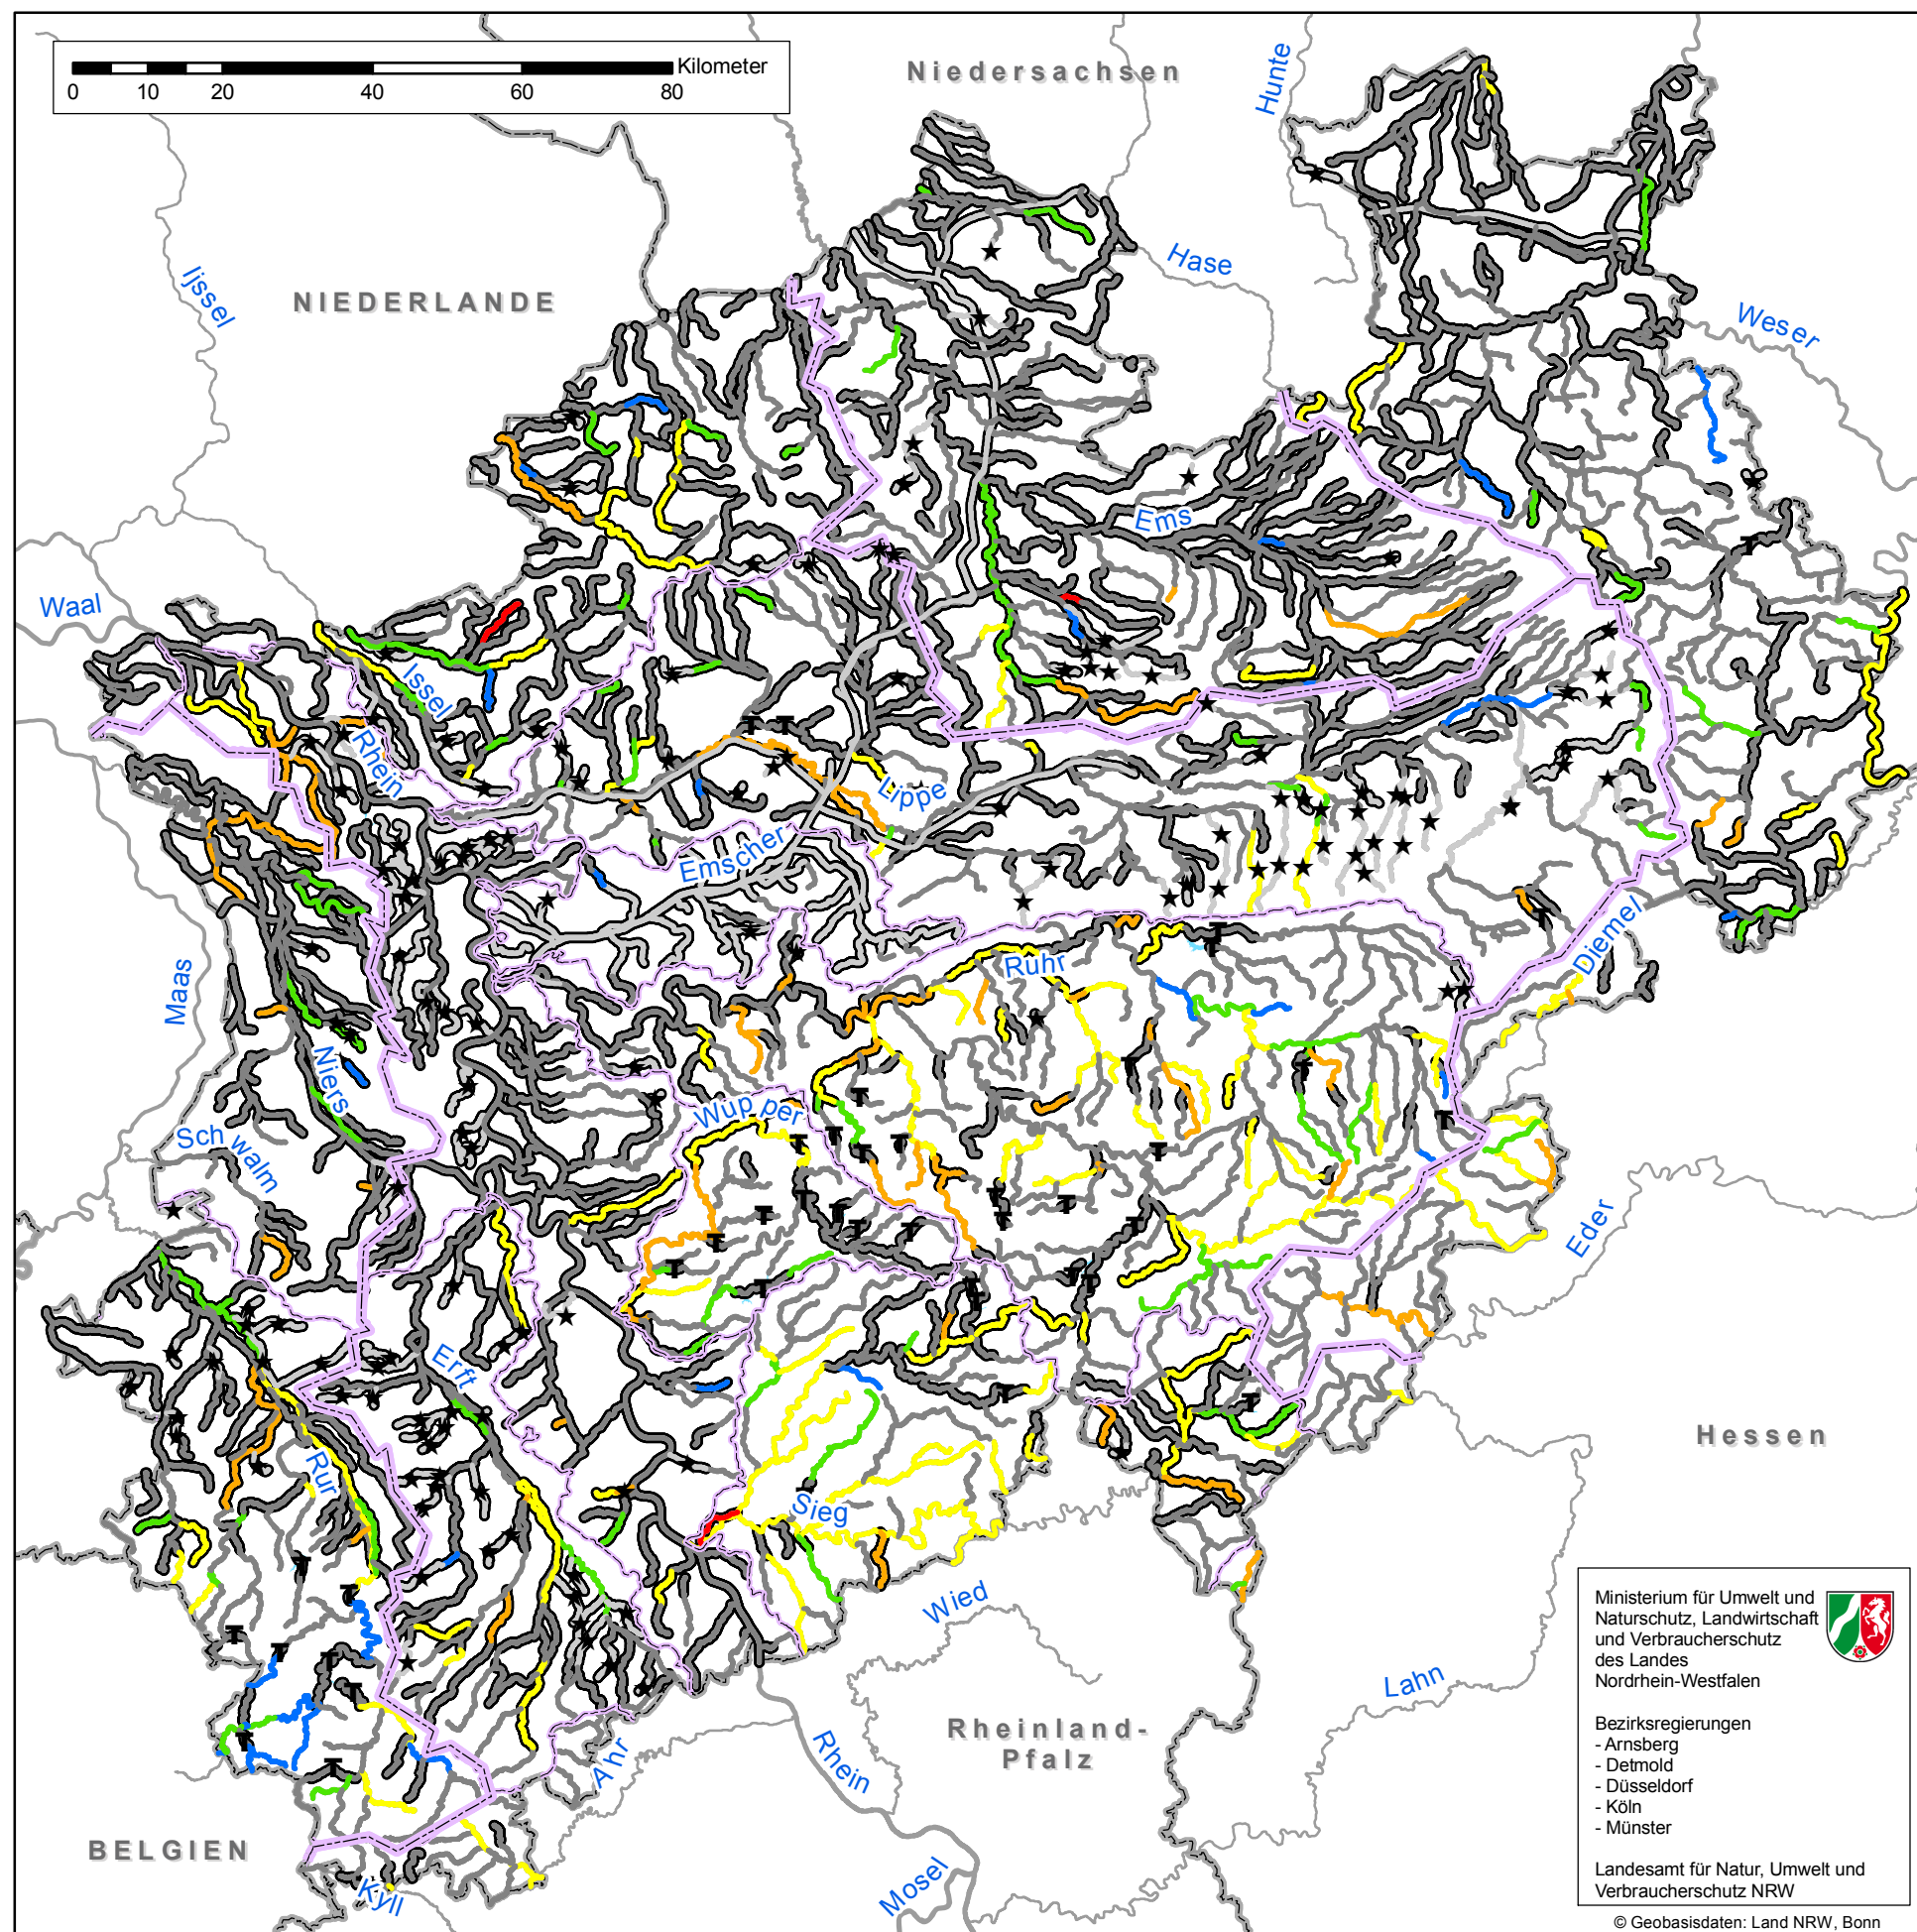 Kilometer
0 10 20 40 60 80
Niedersachsen
Hunte
Ijssel
NIEDERLANDE
Hase
Weser
Ems
Waal
Issel
Rhein
Lippe
Emscher
Maas
Ruhr
Diemel
Niers
Schwalm
Wupper
Eder
Erft
Hessen
Rur
Sieg
Wied
Lahn
Rheinland-
Pfalz
Ahr
Rhein
BELGIEN
Kyll
Mosel
Ministerium für Umwelt und
Naturschutz, Landwirtschaft
und Verbraucherschutz
des Landes
Nordrhein-Westfalen
Bezirksregierungen
- Arnsberg
- Detmold
- Düsseldorf
- Köln
- Münster
Landesamt für Natur, Umwelt und
Verbraucherschutz NRW
© Geobasisdaten: Land NRW, Bonn